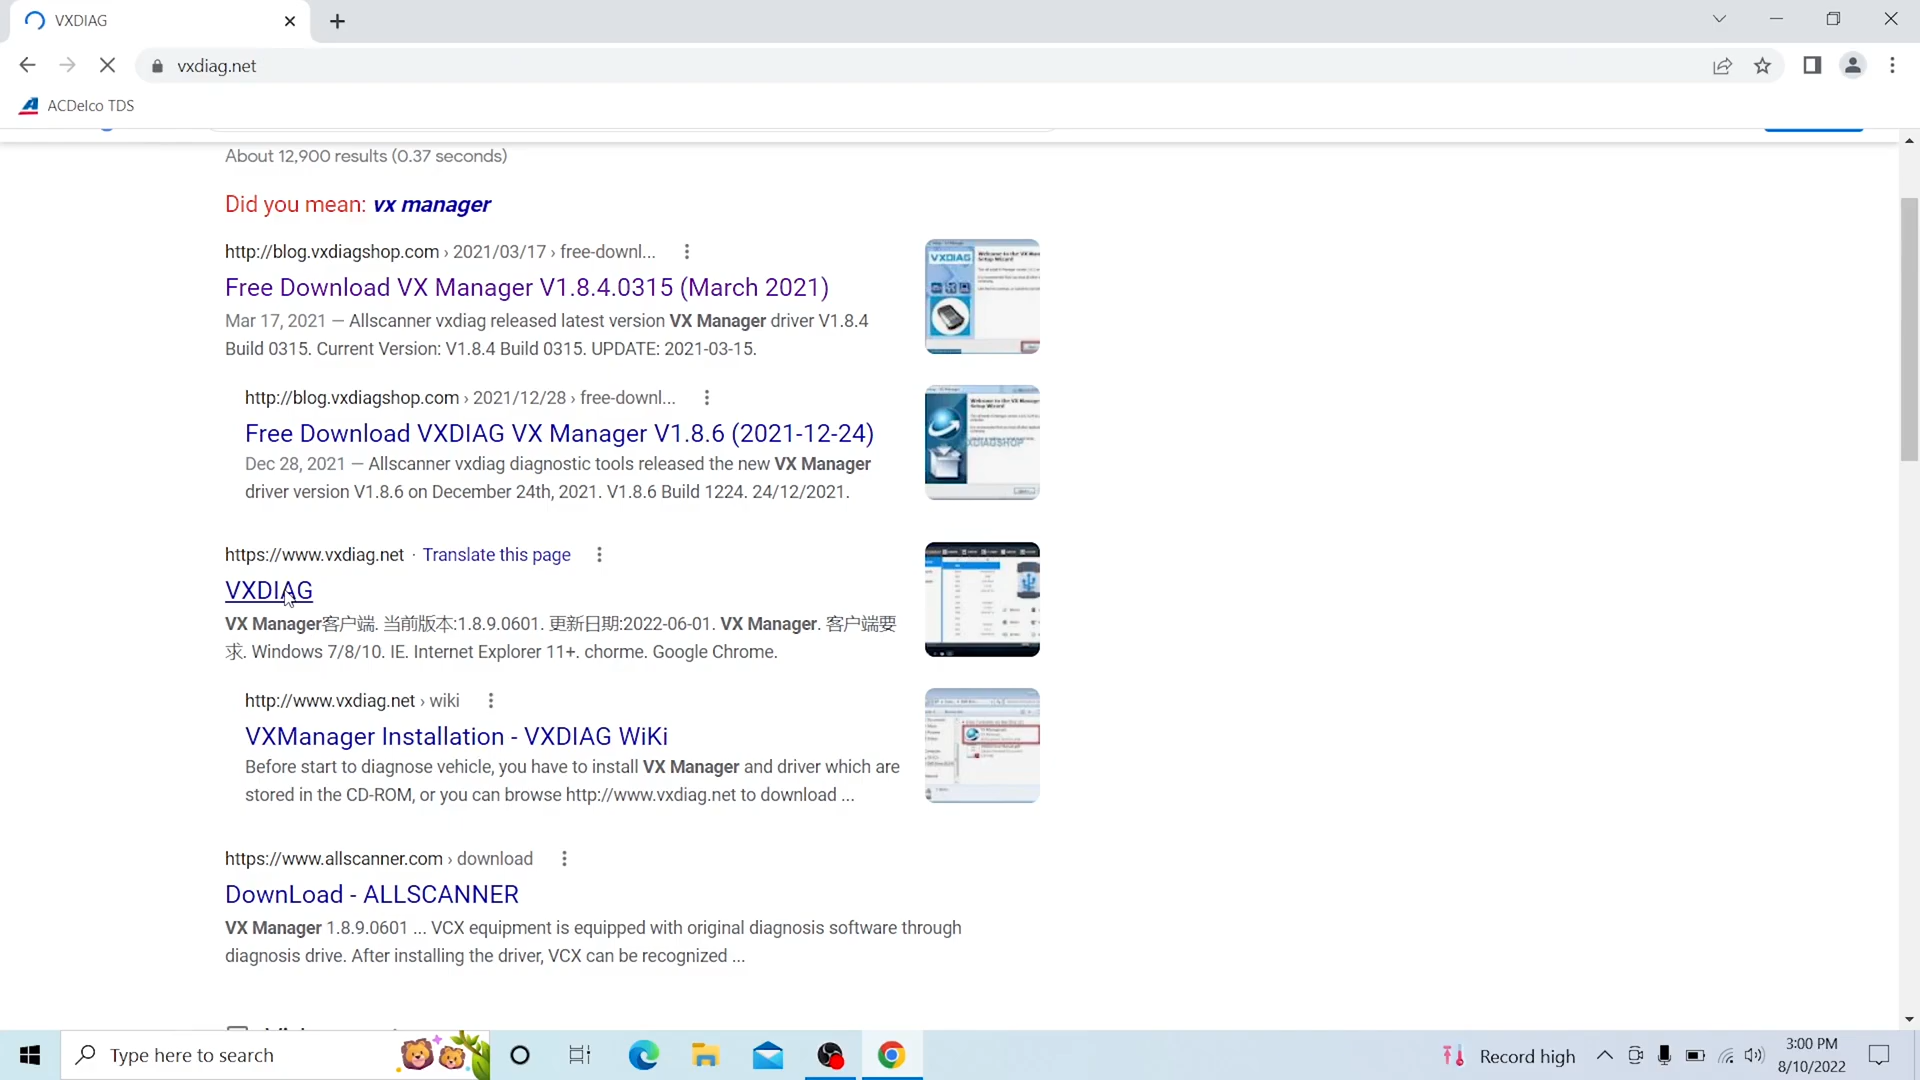 VXDIAG
vxdiag.net
ACDelco TDS
About 12,900 results (0.37 seconds)
Did you mean: vx manager
http://blog.vxdiagshop.com › 2021/03/17 › free-downl...
Free Download VX Manager V1.8.4.0315 (March 2021)
Mar 17, 2021 — Allscanner vxdiag released latest version VX Manager driver V1.8.4
Build 0315. Current Version: V1.8.4 Build 0315. UPDATE: 2021-03-15.
http://blog.vxdiagshop.com › 2021/12/28 › free-downl...
Free Download VXDIAG VX Manager V1.8.6 (2021-12-24)
Dec 28, 2021 — Allscanner vxdiag diagnostic tools released the new VX Manager
driver version V1.8.6 on December 24th, 2021. V1.8.6 Build 1224. 24/12/2021.
https://www.vxdiag.net · Translate this page
VXDIAG
VX Manager客户端. 当前版本:1.8.9.0601. 更新日期:2022-06-01. VX Manager. 客户端要
求. Windows 7/8/10. IE. Internet Explorer 11+. chorme. Google Chrome.
http://www.vxdiag.net › wiki
VXManager Installation - VXDIAG WiKi
Before start to diagnose vehicle, you have to install VX Manager and driver which are
stored in the CD-ROM, or you can browse http://www.vxdiag.net to download ...
https://www.allscanner.com › download
DownLoad - ALLSCANNER
VX Manager 1.8.9.0601 ... VCX equipment is equipped with original diagnosis software through
diagnosis drive. After installing the driver, VCX can be recognized ...
VXDIAG
Type here to search
Record high
3:00 PM
8/10/2022